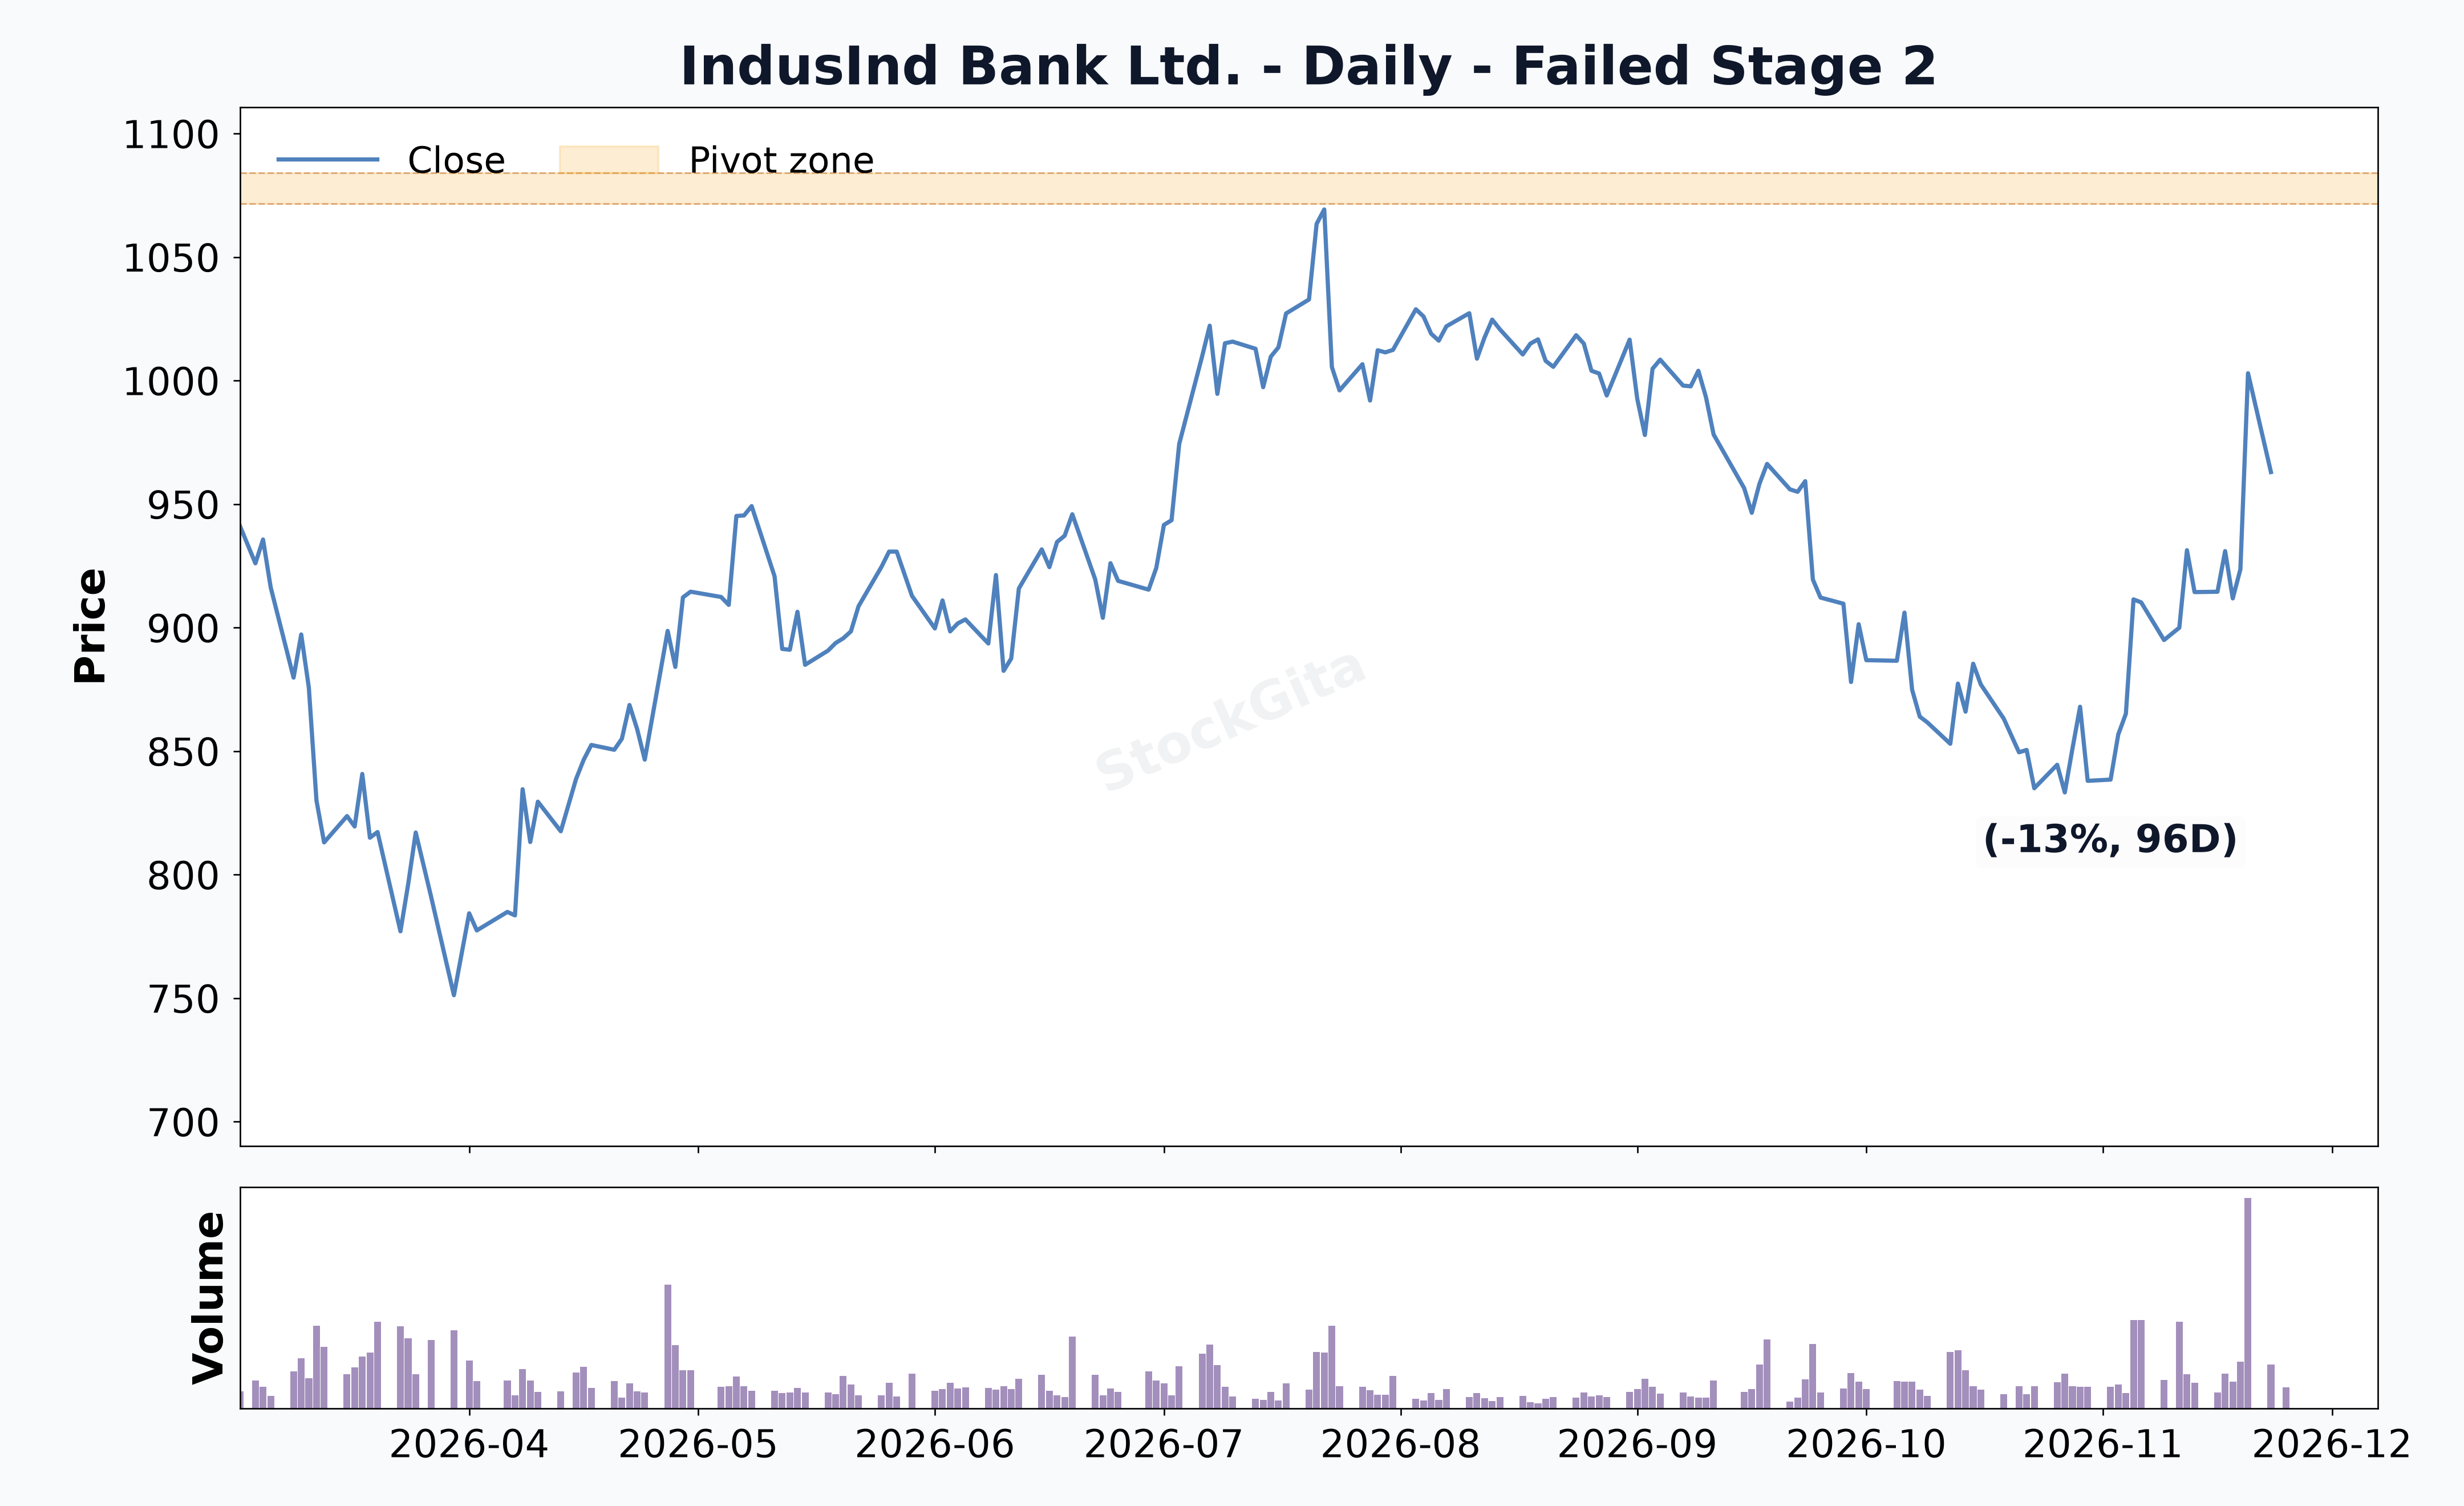 IndusInd Bank Ltd. - Daily - Failed Stage 2
Close
Pivot zone
Price
1100
1050
1000
950
900
850
800
750
700
StockGita
(-13%, 96D)
Volume
2026-04
2026-05
2026-06
2026-07
2026-08
2026-09
2026-10
2026-11
2026-12